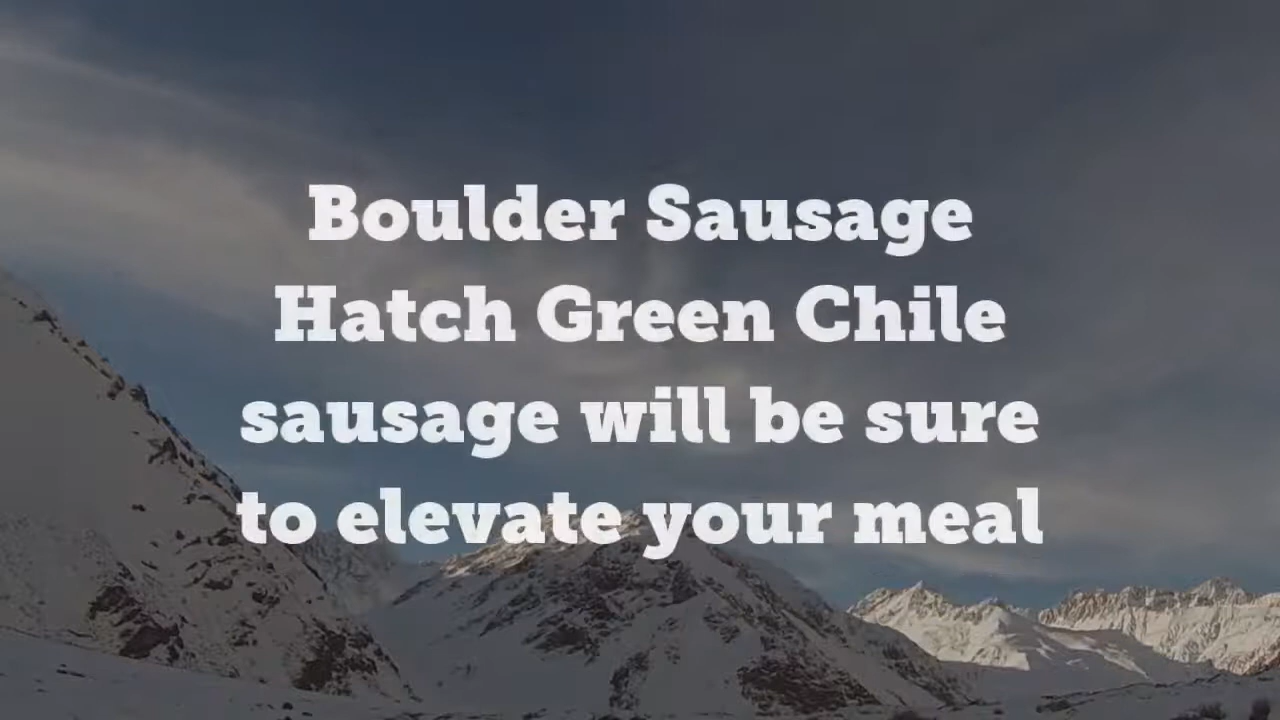 Boulder Sausage
Hatch Green Chile
sausage will be sure
to elevate your meal